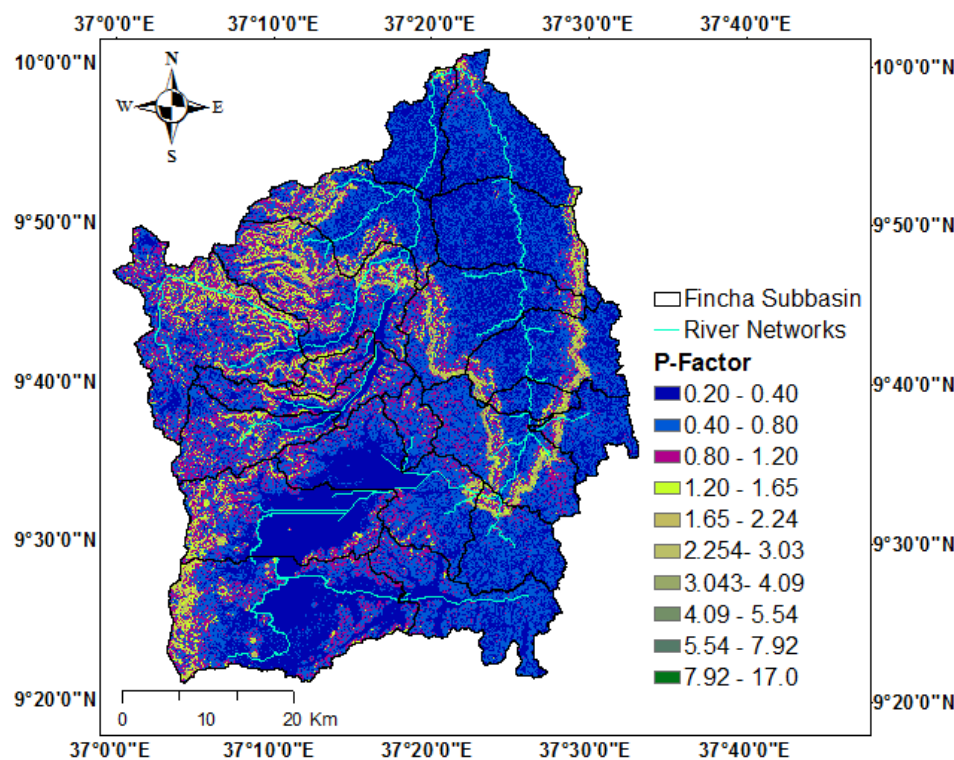 37°0'0"E 37°10'0"E 37°20'0"E 37°30'0"E 37°40'0"E
10°0'0"N 10°0'0"N
N
W E
S
9°50'0"N 9°50'0"N
Fincha Subbasin
River Networks
P-Factor
9°40'0"N 9°40'0"N
0.20 - 0.40
0.40 - 0.80
0.80 - 1.20
1.20 - 1.65
1.65 - 2.24
9°30'0"N 9°30'0"N
2.254- 3.03
3.043- 4.09
4.09 - 5.54
5.54 - 7.92
7.92 - 17.0
9°20'0"N 9°20'0"N
0 10 20 Km
37°0'0"E 37°10'0"E 37°20'0"E 37°30'0"E 37°40'0"E